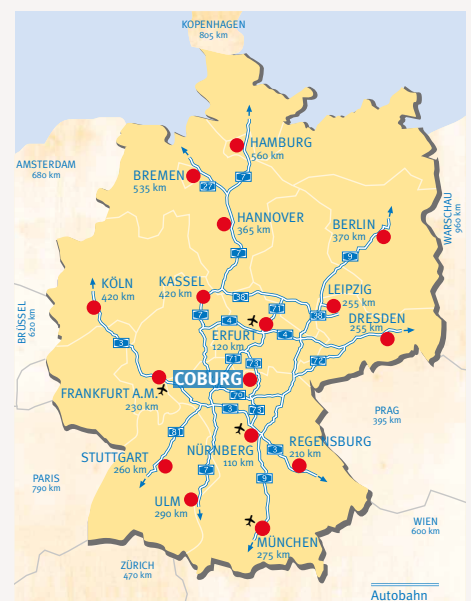 KOPENHAGEN
805 km
HAMBURG
560 km
7
AMSTERDAM
680 km
BREMEN
535 km
27
WARSCHAU
960 km
HANNOVER
365 km
BERLIN
370 km
7
9
KÖLN
420 km
KASSEL
420 km
38
LEIPZIG
255 km
BRÜSSEL
620 km
7
4
71
38
DRESDEN
255 km
ERFURT
120 km
4
3
71
73
72
COBURG
FRANKFURT A.M.
230 km
70
3
73
PRAG
395 km
81
NÜRNBERG
110 km
REGENSBURG
210 km
3
STUTTGART
260 km
7
9
PARIS
790 km
ULM
290 km
WIEN
600 km
MÜNCHEN
275 km
ZÜRICH
470 km
Autobahn